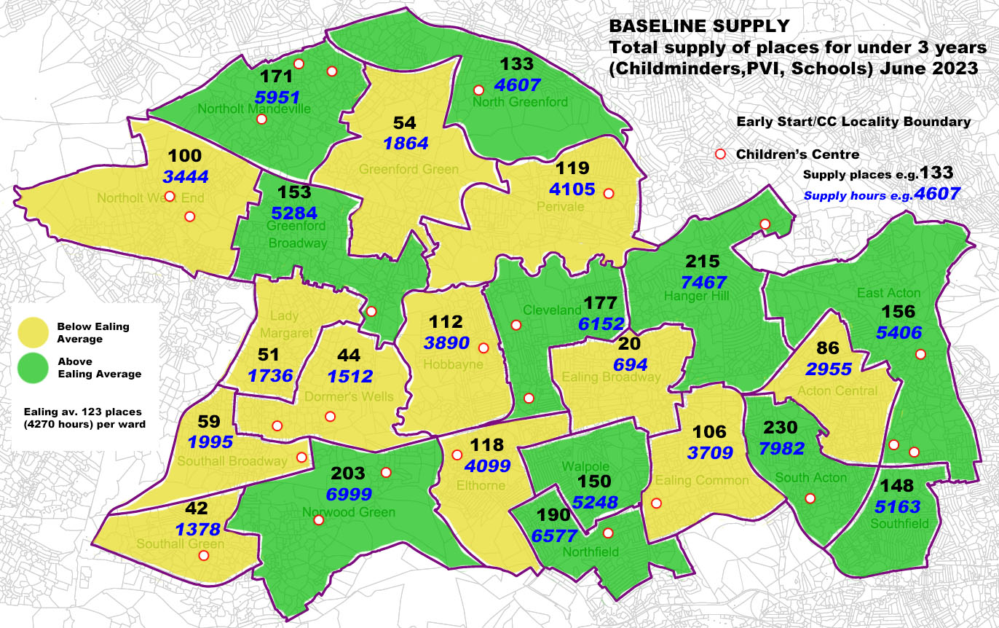 BASELINE SUPPLY
Total supply of places for under 3 years
(Childminders,PVI, Schools) June 2023
Early Start/CC Locality Boundary
Children's Centre
Supply places e.g.133
Supply hours e.g.4607
171
5951
Northolt Mandeville
133
4607
North Greenford
54
1864
Greenford Green
100
3444
Northolt West End
153
5284
Greenford
Broadway
119
4105
Perivale
215
7467
Hanger Hill
East Acton
156
5406
Lady
Margaret
51
1736
44
1512
Dormer's Wells
112
3890
Hobbayne
Cleveland
177
6152
20
694
Ealing Broadway
86
2955
Acton Central
Below Ealing
Average
Above
Ealing Average
Ealing av. 123 places
(4270 hours) per ward
59
1995
Southall Broadway
203
6999
Norwood Green
118
4099
Elthorne
Walpole
150
5248
106
3709
Ealing Common
230
7982
South Acton
148
5163
Southfield
42
1378
Southall Green
190
6577
Northfield